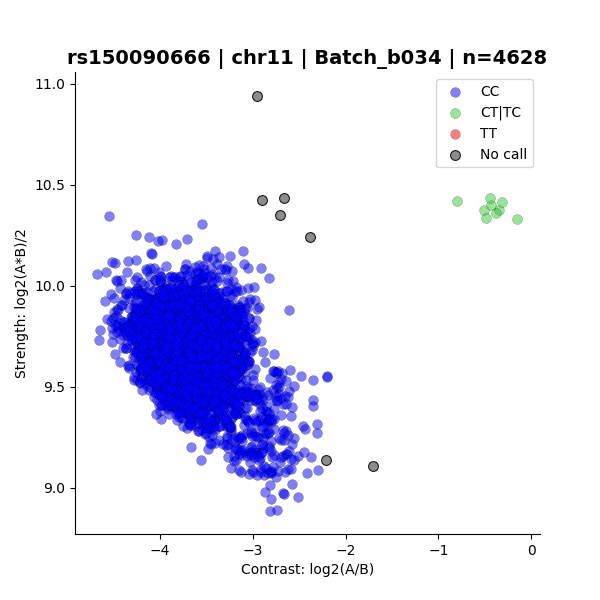 rs150090666 | chr11 | Batch_b034 | n=4628
11.0
10.5
10.0
9.5
9.0
Strength: log2(A*B)/2
CC
CT|TC
TT
No call
−4
−3
−2
−1
0
Contrast: log2(A/B)